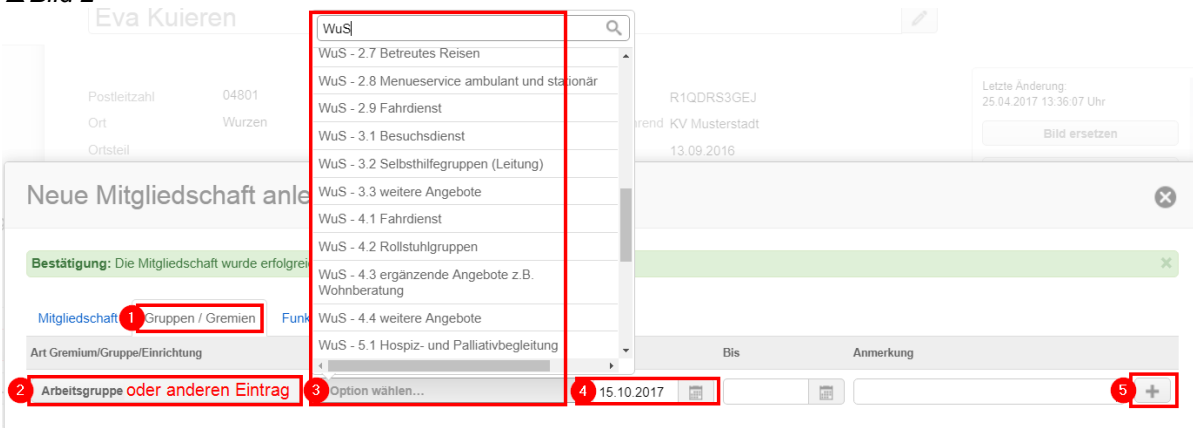 Bild 2
Eva Kuieren
WuS
WuS - 2.7 Betreutes Reisen
WuS - 2.8 Menueservice ambulant und stationär
WuS - 2.9 Fahrdienst
WuS - 3.1 Besuchsdienst
WuS - 3.2 Selbsthilfegruppen (Leitung)
WuS - 3.3 weitere Angebote
WuS - 4.1 Fahrdienst
WuS - 4.2 Rollstuhlgruppen
WuS - 4.3 ergänzende Angebote z.B.
Wohnberatung
WuS - 4.4 weitere Angebote
WuS - 5.1 Hospiz- und Palliativbegleitung
Postleitzahl 04801
Ort Wurzen
Ortsteil
R1QDRS3GEJ
KV Musterstadt
13.09.2016
Letzte Änderung:
25.04.2017 13:36:07 Uhr
Bild ersetzen
Neue Mitgliedschaft anle
Bestätigung: Die Mitgliedschaft wurde erfolgrei
Mitgliedschaft 1 Gruppen / Gremien Funk
Art Gremium/Gruppe/Einrichtung Bis Anmerkung
2 Arbeitsgruppe oder anderen Eintrag 3 Option wählen... 4 15.10.2017 5 +